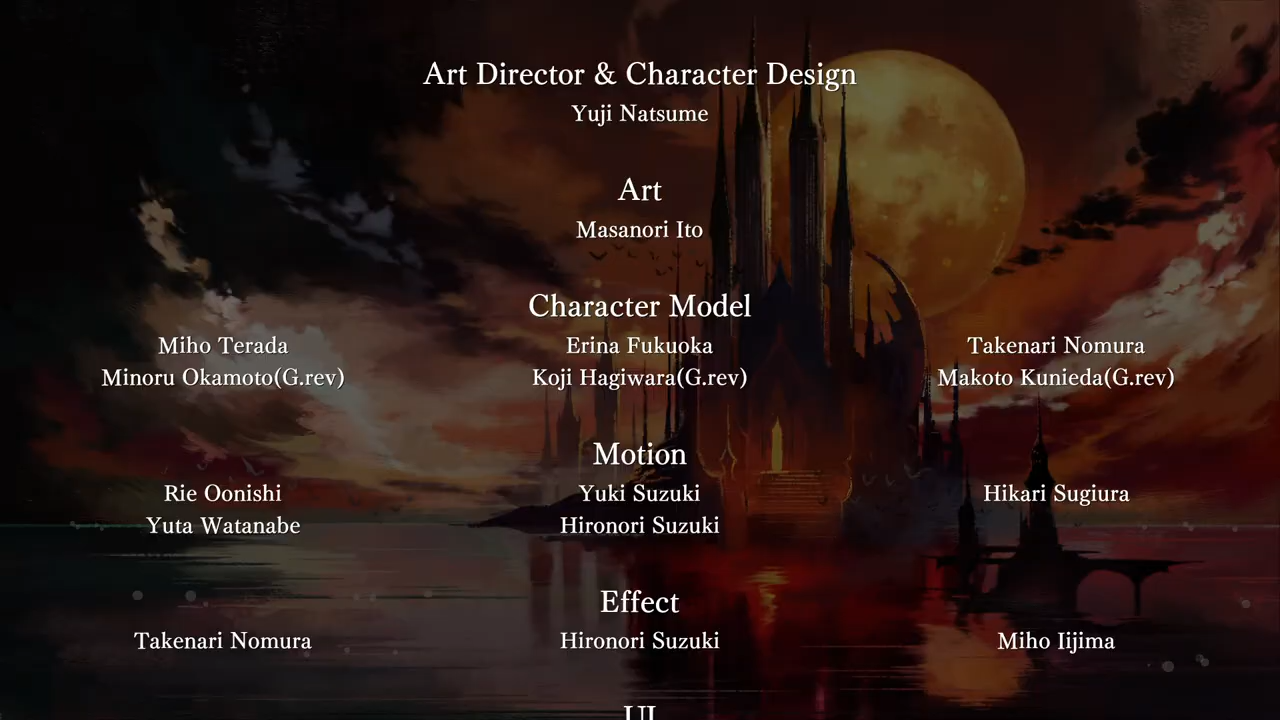 Art Director & Character Design
Yuji Natsume
Art
Masanori Ito
Character Model
Miho Terada Erina Fukuoka Takenari Nomura
Minoru Okamoto(G.rev) Koji Hagiwara(G.rev) Makoto Kunieda(G.rev)
Motion
Rie Oonishi Yuki Suzuki Hikari Sugiura
Yuta Watanabe Hironori Suzuki
Effect
Takenari Nomura Hironori Suzuki Miho Iijima
UI